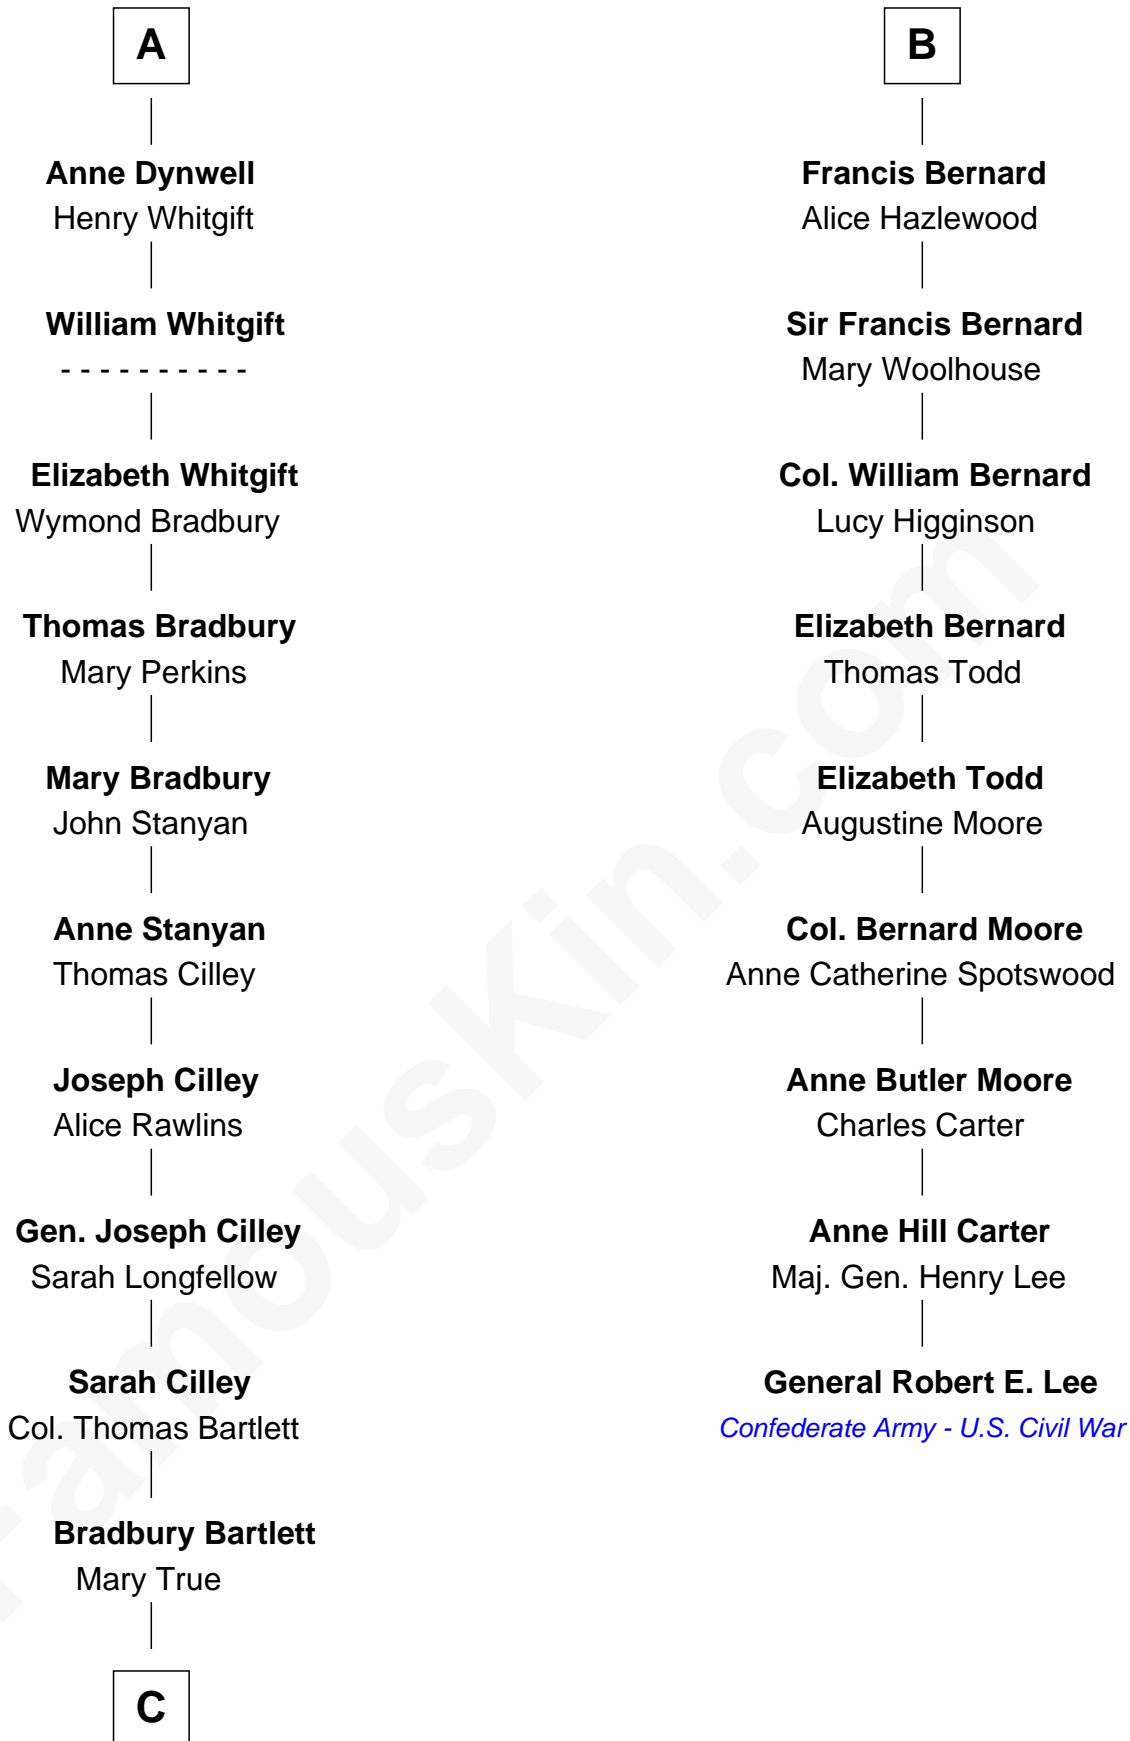 A
Anne Dynwell
Henry Whitgift
William Whitgift
- - - - - - - - - -
Elizabeth Whitgift
Wymond Bradbury
Thomas Bradbury
Mary Perkins
Mary Bradbury
John Stanyan
Anne Stanyan
Thomas Cilley
Joseph Cilley
Alice Rawlins
Gen. Joseph Cilley
Sarah Longfellow
Sarah Cilley
Col. Thomas Bartlett
Bradbury Bartlett
Mary True
C
B
Francis Bernard
Alice Hazlewood
Sir Francis Bernard
Mary Woolhouse
Col. William Bernard
Lucy Higginson
Elizabeth Bernard
Thomas Todd
Elizabeth Todd
Augustine Moore
Col. Bernard Moore
Anne Catherine Spotswood
Anne Butler Moore
Charles Carter
Anne Hill Carter
Maj. Gen. Henry Lee
General Robert E. Lee
Confederate Army - U.S. Civil War
FamousKin.com